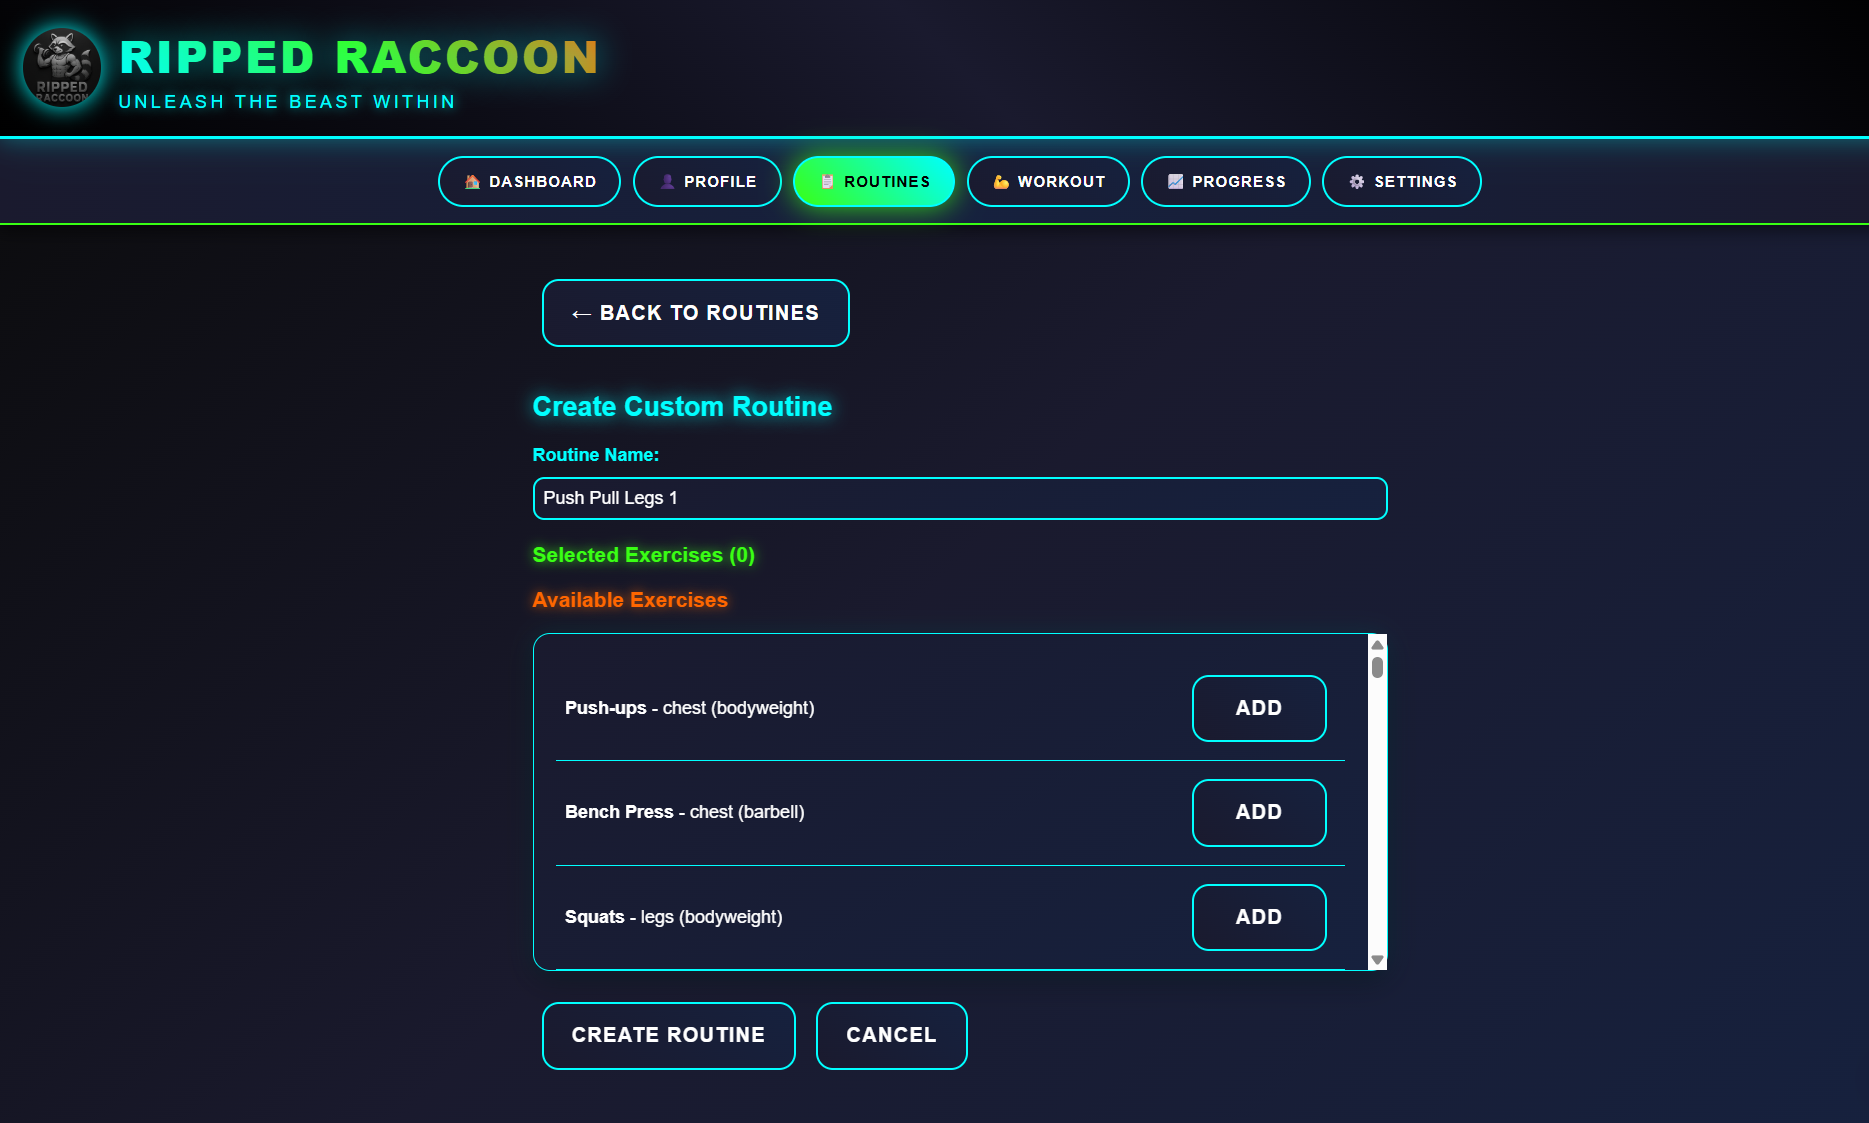 RIPPED
RACCOON
RIPPED RACCOON
UNLEASH THE BEAST WITHIN
DASHBOARD
PROFILE
ROUTINES
WORKOUT
PROGRESS
SETTINGS
← BACK TO ROUTINES
Create Custom Routine
Routine Name:
Push Pull Legs 1
Selected Exercises (0)
Available Exercises
Push-ups - chest (bodyweight)
ADD
Bench Press - chest (barbell)
ADD
Squats - legs (bodyweight)
ADD
CREATE ROUTINE
CANCEL